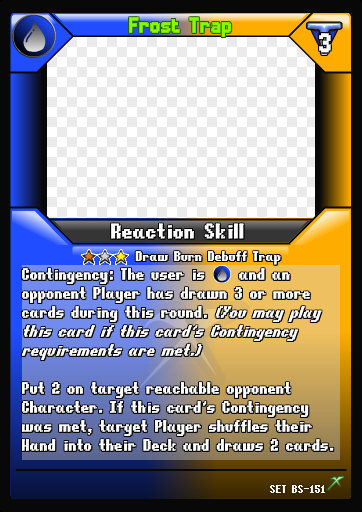 Frost Trap
3
Reaction Skill
Draw Burn Debuff Trap
Contingency: The user is and an
opponent Player has drawn 3 or more
cards during this round. (You may play
this card if this card's Contingency
requirements are met.)
Put 2 on target reachable opponent
Character. If this card's Contingency
was met, target Player shuffles their
Hand into their Deck and draws 2 cards.
SET BS-151